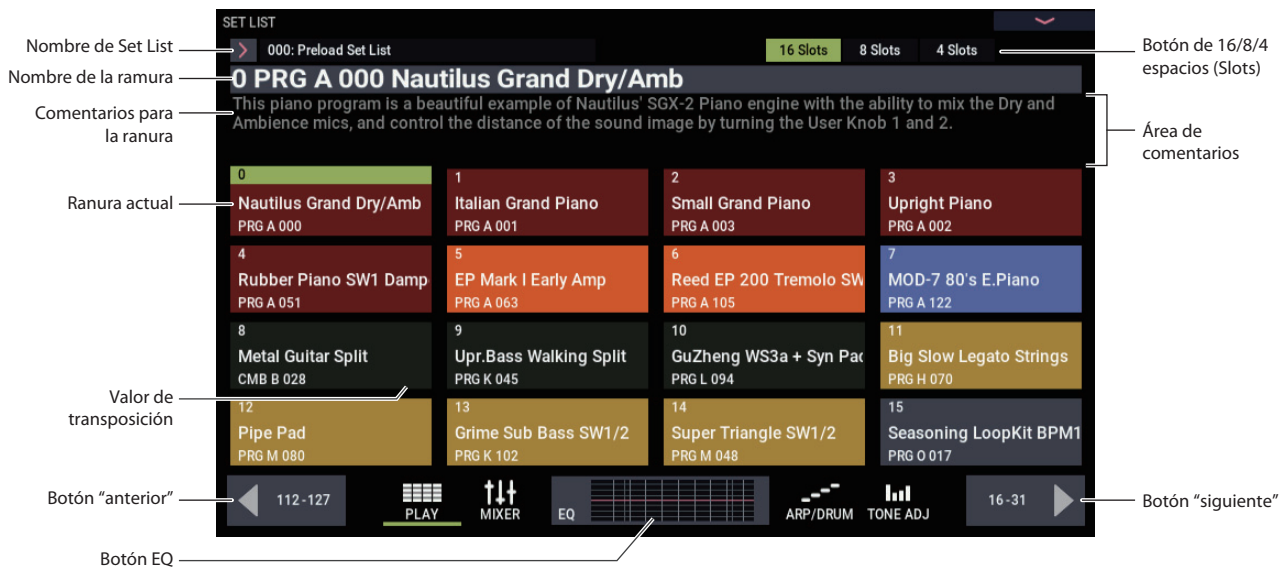 SET LIST
Nombre de Set List
000: Preload Set List
16 Slots
8 Slots
4 Slots
Botón de 16/8/4
espacios (Slots)
Nombre de la ramura
0 PRG A 000 Nautilus Grand Dry/Amb
Comentarios para
la ranura
This piano program is a beautiful example of Nautilus' SGX-2 Piano engine with the ability to mix the Dry and
Ambience mics, and control the distance of the sound image by turning the User Knob 1 and 2.
Área de
comentarios
Ranura actual
0
Nautilus Grand Dry/Amb
PRG A 000
1
Italian Grand Piano
PRG A 001
2
Small Grand Piano
PRG A 003
3
Upright Piano
PRG A 002
4
Rubber Piano SW1 Damp
PRG A 051
5
EP Mark I Early Amp
PRG A 063
6
Reed EP 200 Tremolo SW
PRG A 105
7
MOD-7 80's E.Piano
PRG A 122
8
Metal Guitar Split
CMB B 028
9
Upr.Bass Walking Split
PRG K 045
10
GuZheng WS3a + Syn Pad
PRG L 094
11
Big Slow Legato Strings
PRG H 070
Valor de
transposición
12
Pipe Pad
PRG M 080
13
Grime Sub Bass SW1/2
PRG K 102
14
Super Triangle SW1/2
PRG M 048
15
Seasoning LoopKit BPM1
PRG O 017
Botón “anterior”
112-127
PLAY
MIXER
EQ
ARP/DRUM
TONE ADJ
16-31
Botón “siguiente”
Botón EQ